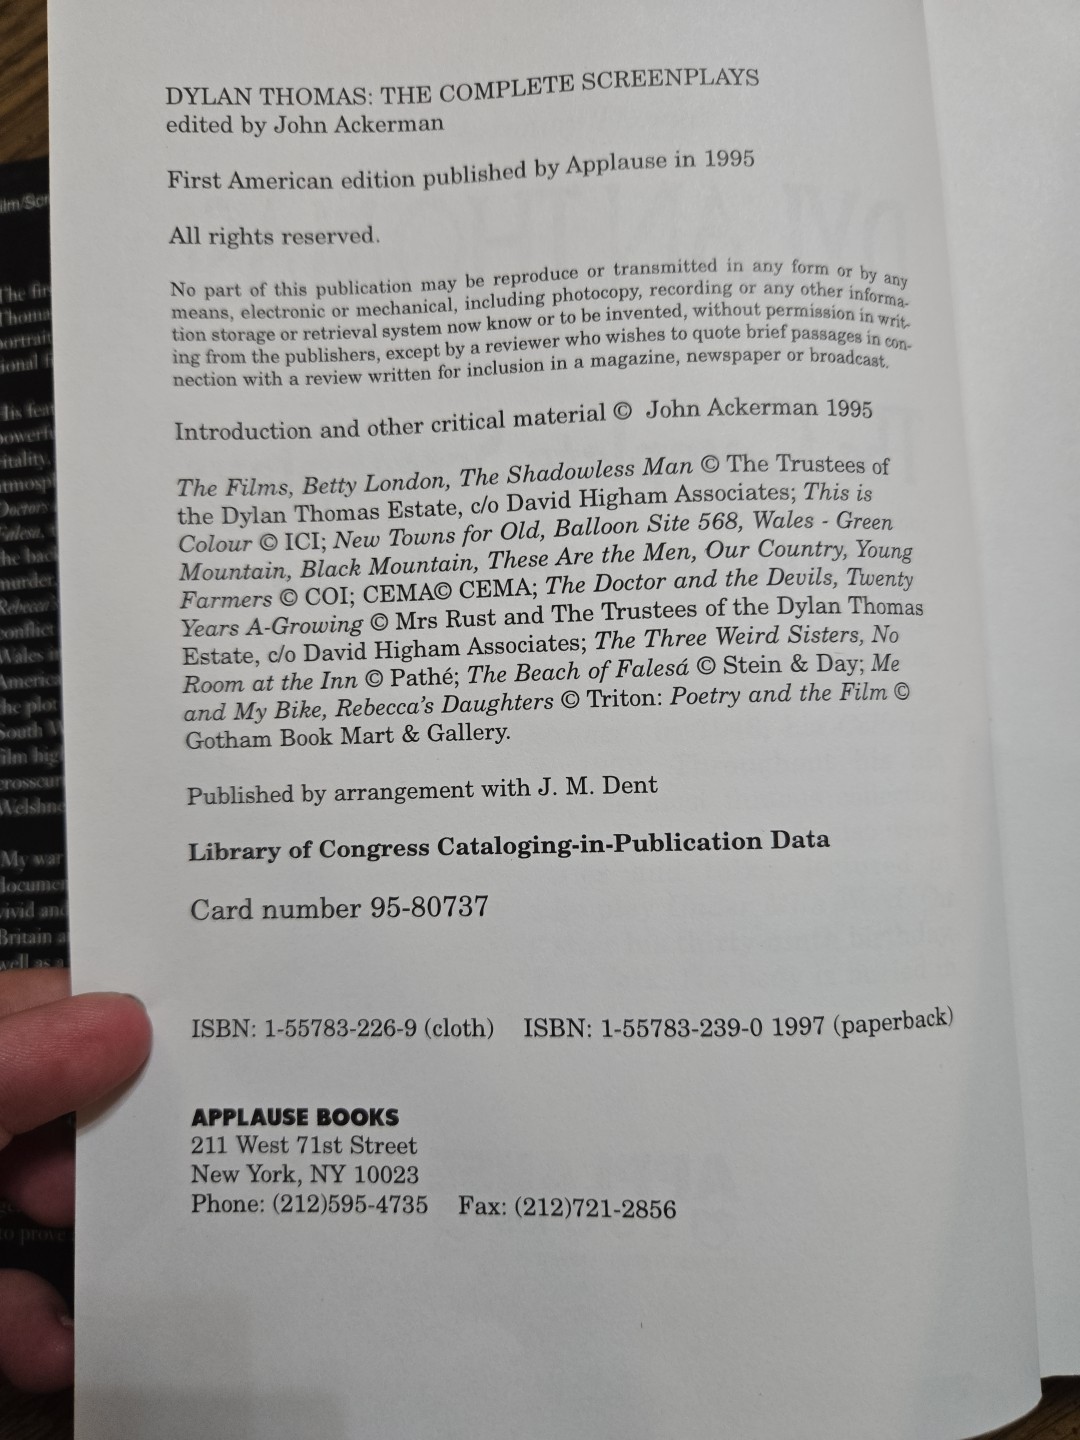 DYLAN THOMAS: THE COMPLETE SCREENPLAYS
edited by John Ackerman
First American edition published by Applause in 1995
All rights reserved.
No part of this publication may be reproduce or transmitted in any form or by any
means, electronic or mechanical, including photocopy, recording or any other informa-
tion storage or retrieval system now know or to be invented, without permission in writ-
ing from the publishers, except by a reviewer who wishes to quote brief passages in con-
nection with a review written for inclusion in a magazine, newspaper or broadcast.
Introduction and other critical material © John Ackerman 1995
The Films, Betty London, The Shadowless Man © The Trustees of
the Dylan Thomas Estate, c/o David Higham Associates; This is
Colour © ICI; New Towns for Old, Balloon Site 568, Wales - Green
Mountain, Black Mountain, These Are the Men, Our Country, Young
Farmers © COI; CEMA© CEMA; The Doctor and the Devils, Twenty
Years A-Growing © Mrs Rust and The Trustees of the Dylan Thomas
Estate, c/o David Higham Associates; The Three Weird Sisters, No
Room at the Inn © Pathé; The Beach of Falesá © Stein & Day; Me
and My Bike, Rebecca's Daughters © Triton: Poetry and the Film ©
Gotham Book Mart & Gallery.
Published by arrangement with J. M. Dent
Library of Congress Cataloging-in-Publication Data
Card number 95-80737
ISBN: 1-55783-226-9 (cloth) ISBN: 1-55783-239-0 1997 (paperback)
APPLAUSE BOOKS
211 West 71st Street
New York, NY 10023
Phone: (212)595-4735 Fax: (212)721-2856
My war
Britain
to prove